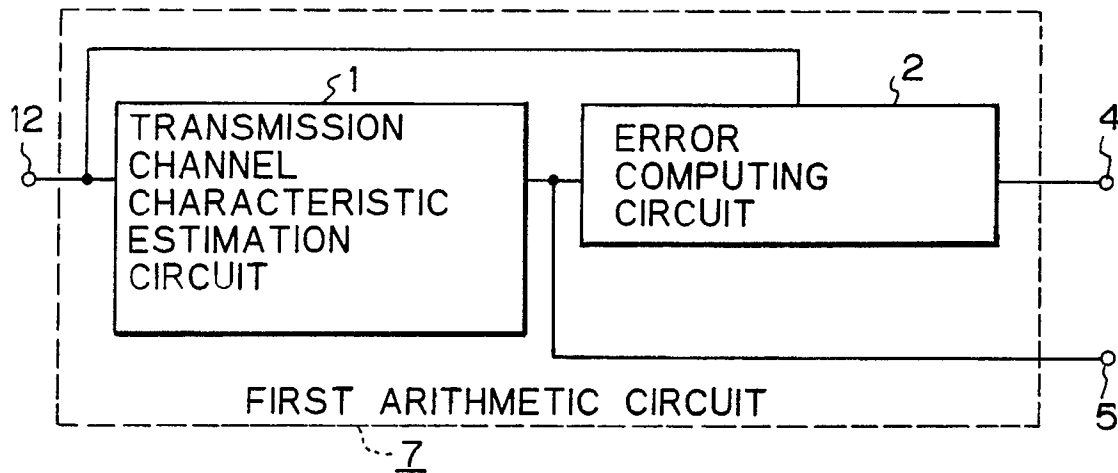 1
2
12
4
TRANSMISSION
CHANNEL
CHARACTERISTIC
ESTIMATION
CIRCUIT
ERROR
COMPUTING
CIRCUIT
5
FIRST ARITHMETIC CIRCUIT
7